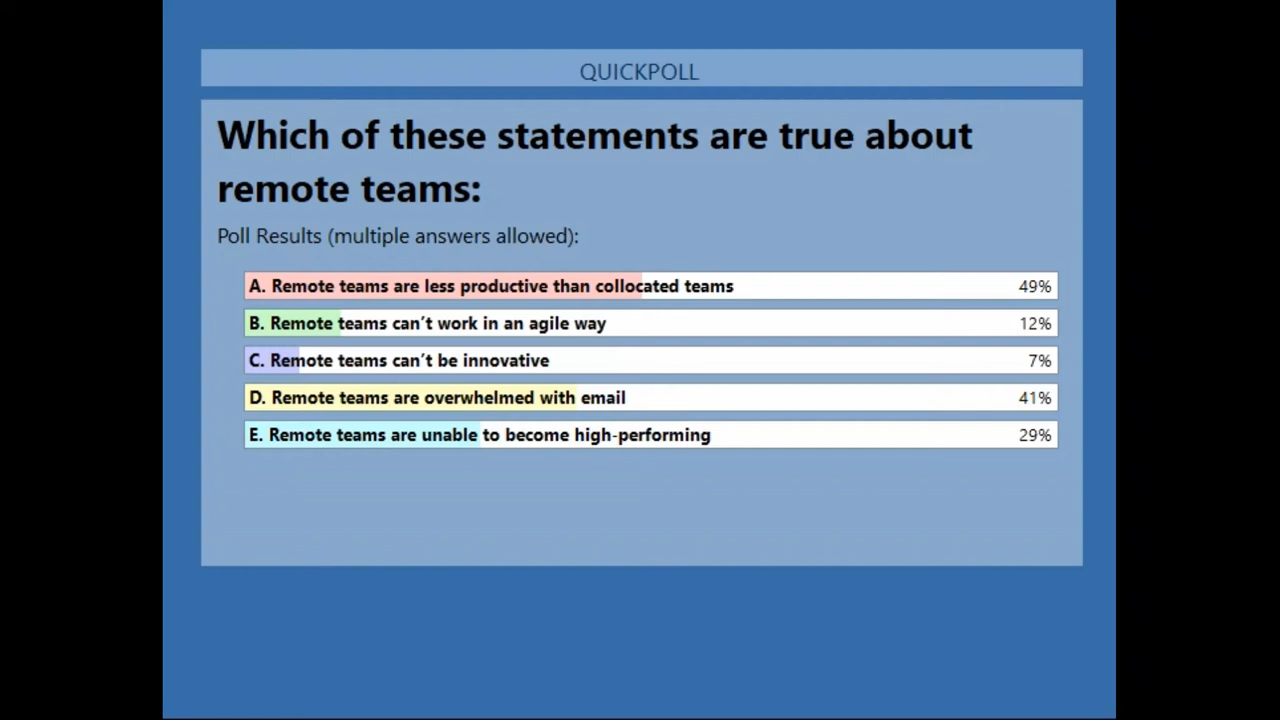 QUICKPOLL
Which of these statements are true about
remote teams:
Poll Results (multiple answers allowed):
A. Remote teams are less productive than collocated teams 49%
B. Remote teams can’t work in an agile way 12%
C. Remote teams can’t be innovative 7%
D. Remote teams are overwhelmed with email 41%
E. Remote teams are unable to become high-performing 29%